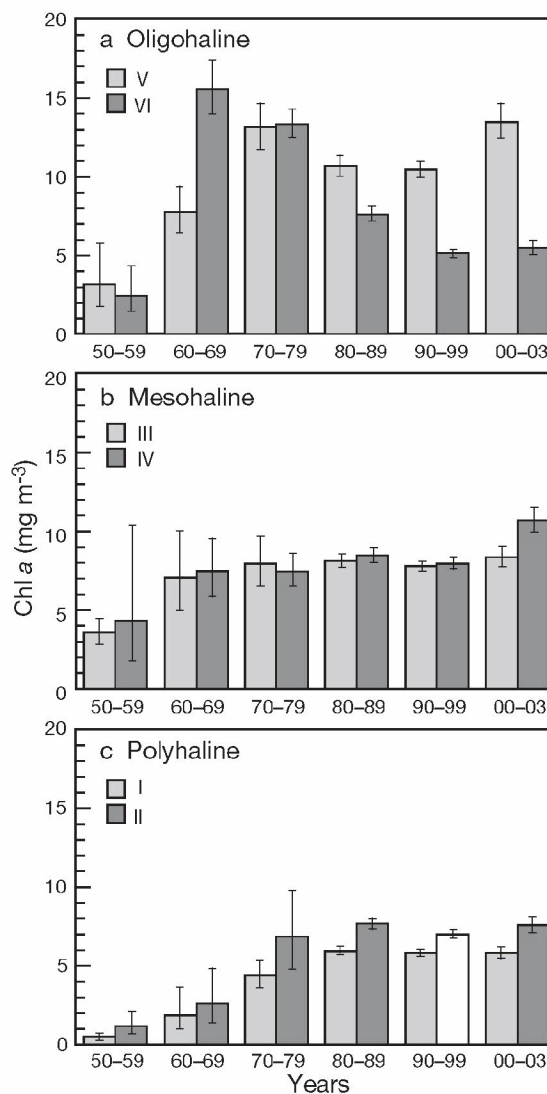 a Oligohaline
V
VI
20
15
10
5
0
50–59 60–69 70–79 80–89 90–99 00–03
b Mesohaline
III
IV
20
15
10
5
0
50–59 60–69 70–79 80–89 90–99 00–03
Chl a (mg m⁻³)
c Polyhaline
I
II
20
15
10
5
0
50–59 60–69 70–79 80–89 90–99 00–03
Years